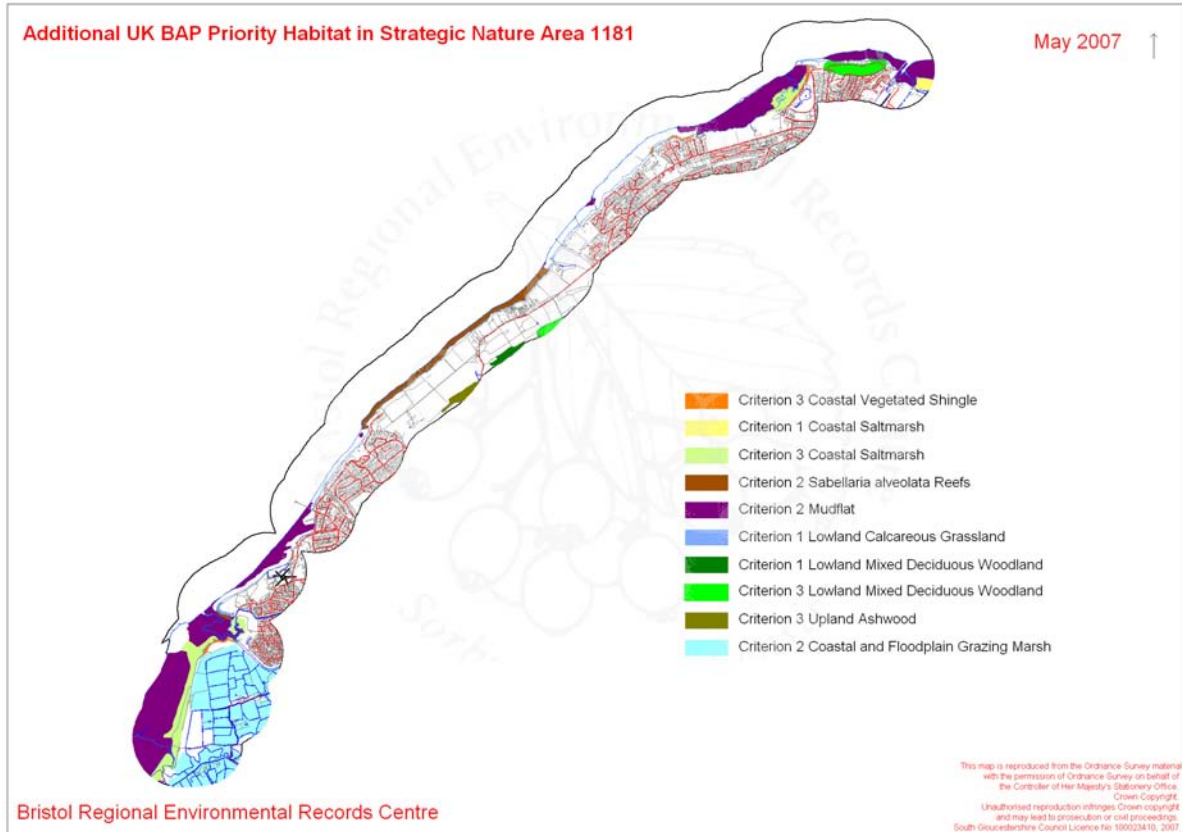 Additional UK BAP Priority Habitat in Strategic Nature Area 1181
May 2007
Criterion 3 Coastal Vegetated Shingle
Criterion 1 Coastal Saltmarsh
Criterion 3 Coastal Saltmarsh
Criterion 2 Sabellaria alveolata Reefs
Criterion 2 Mudflat
Criterion 1 Lowland Calcareous Grassland
Criterion 1 Lowland Mixed Deciduous Woodland
Criterion 3 Lowland Mixed Deciduous Woodland
Criterion 3 Upland Ashwood
Criterion 2 Coastal and Floodplain Grazing Marsh
Bristol Regional Environmental Records Centre
This map is reproduced from the Ordnance Survey material
with the permission of Ordnance Survey on behalf of
the Controller of Her Majesty's Stationery Office.
Crown Copyright.
Unauthorised reproduction infringes Crown copyright
and may lead to prosecution or civil proceedings.
South Gloucestershire Council Licence No 100023410, 2007.